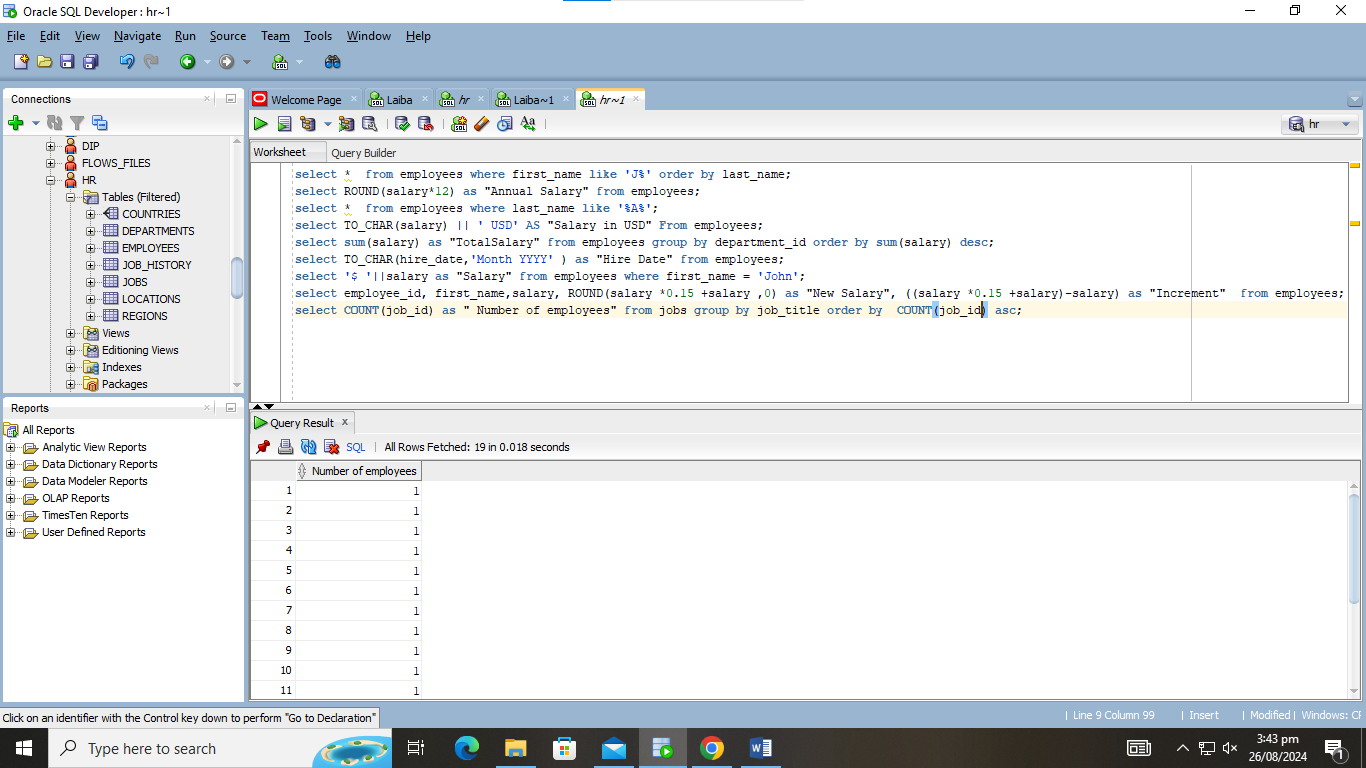 Oracle SQL Developer : hr~1
File Edit View Navigate Run Source Team Tools Window Help
Connections
DIP
FLOWS_FILES
HR
Tables (Filtered)
COUNTRIES
DEPARTMENTS
EMPLOYEES
JOB_HISTORY
JOBS
LOCATIONS
REGIONS
Views
Editioning Views
Indexes
Packages
Reports
All Reports
Analytic View Reports
Data Dictionary Reports
Data Modeler Reports
OLAP Reports
TimesTen Reports
User Defined Reports
Welcome Page Laiba hr Laiba~1 hr~1
hr
Worksheet Query Builder
select *  from employees where first_name like 'J%' order by last_name;
select ROUND(salary*12) as "Annual Salary" from employees;
select *  from employees where last_name like '%A%';
select TO_CHAR(salary) || ' USD' AS "Salary in USD" From employees;
select sum(salary) as "TotalSalary" from employees group by department_id order by sum(salary) desc;
select TO_CHAR(hire_date,'Month YYYY' ) as "Hire Date" from employees;
select '$ '||salary as "Salary" from employees where first_name = 'John';
select employee_id, first_name,salary, ROUND(salary *0.15 +salary ,0) as "New Salary", ((salary *0.15 +salary)-salary) as "Increment"  from employees;
select COUNT(job_id) as " Number of employees" from jobs group by job_title order by  COUNT(job_id) asc;
Query Result
SQL | All Rows Fetched: 19 in 0.018 seconds
Number of employees
1 1
2 1
3 1
4 1
5 1
6 1
7 1
8 1
9 1
10 1
11 1
Click on an identifier with the Control key down to perform "Go to Declaration"
| Line 9 Column 99 | Insert | Modified | Windows: CF
Type here to search
3:43 pm
26/08/2024
1